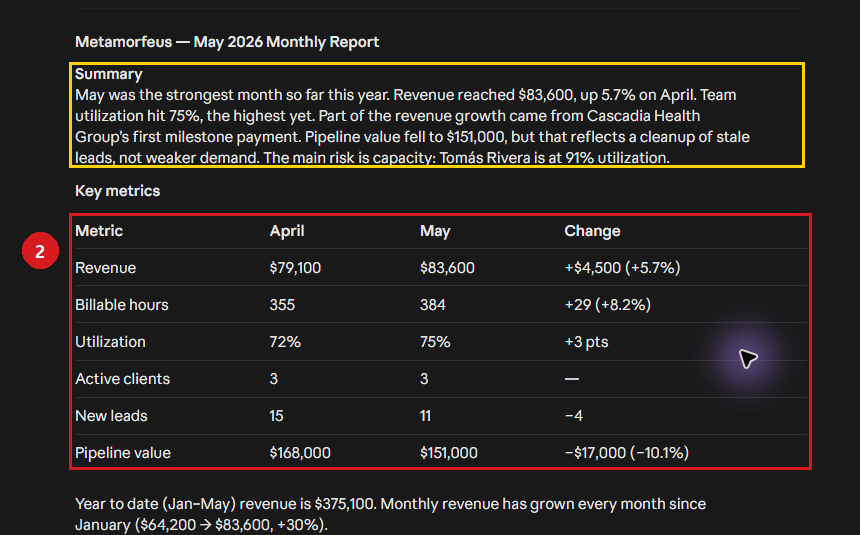 Metamorfeus — May 2026 Monthly Report
Summary
May was the strongest month so far this year. Revenue reached $83,600, up 5.7% on April. Team
utilization hit 75%, the highest yet. Part of the revenue growth came from Cascadia Health
Group's first milestone payment. Pipeline value fell to $151,000, but that reflects a cleanup of stale
leads, not weaker demand. The main risk is capacity: Tomás Rivera is at 91% utilization.
Key metrics
Metric April May Change
2
Revenue $79,100 $83,600 +$4,500 (+5.7%)
Billable hours 355 384 +29 (+8.2%)
Utilization 72% 75% +3 pts
Active clients 3 3 —
New leads 15 11 −4
Pipeline value $168,000 $151,000 −$17,000 (−10.1%)
Year to date (Jan–May) revenue is $375,100. Monthly revenue has grown every month since
January ($64,200 → $83,600, +30%).